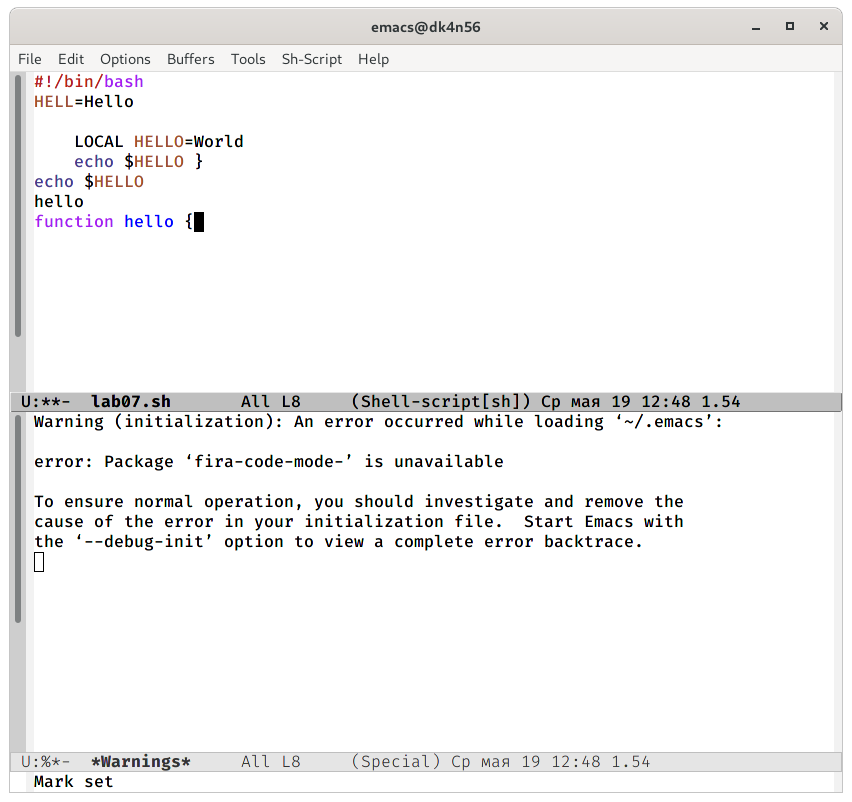 emacs@dk4n56
File Edit Options Buffers Tools Sh-Script Help
#!/bin/bash
HELL=Hello
    LOCAL HELLO=World
    echo $HELLO }
echo $HELLO
hello
function hello {
U:**-  lab07.sh       All L8     (Shell-script[sh]) Ср мая 19 12:48 1.54
Warning (initialization): An error occurred while loading ‘~/.emacs’:
error: Package ‘fira-code-mode-’ is unavailable
To ensure normal operation, you should investigate and remove the
cause of the error in your initialization file.  Start Emacs with
the ‘--debug-init’ option to view a complete error backtrace.
U:%*-  *Warnings*     All L8     (Special) Ср мая 19 12:48 1.54
Mark set